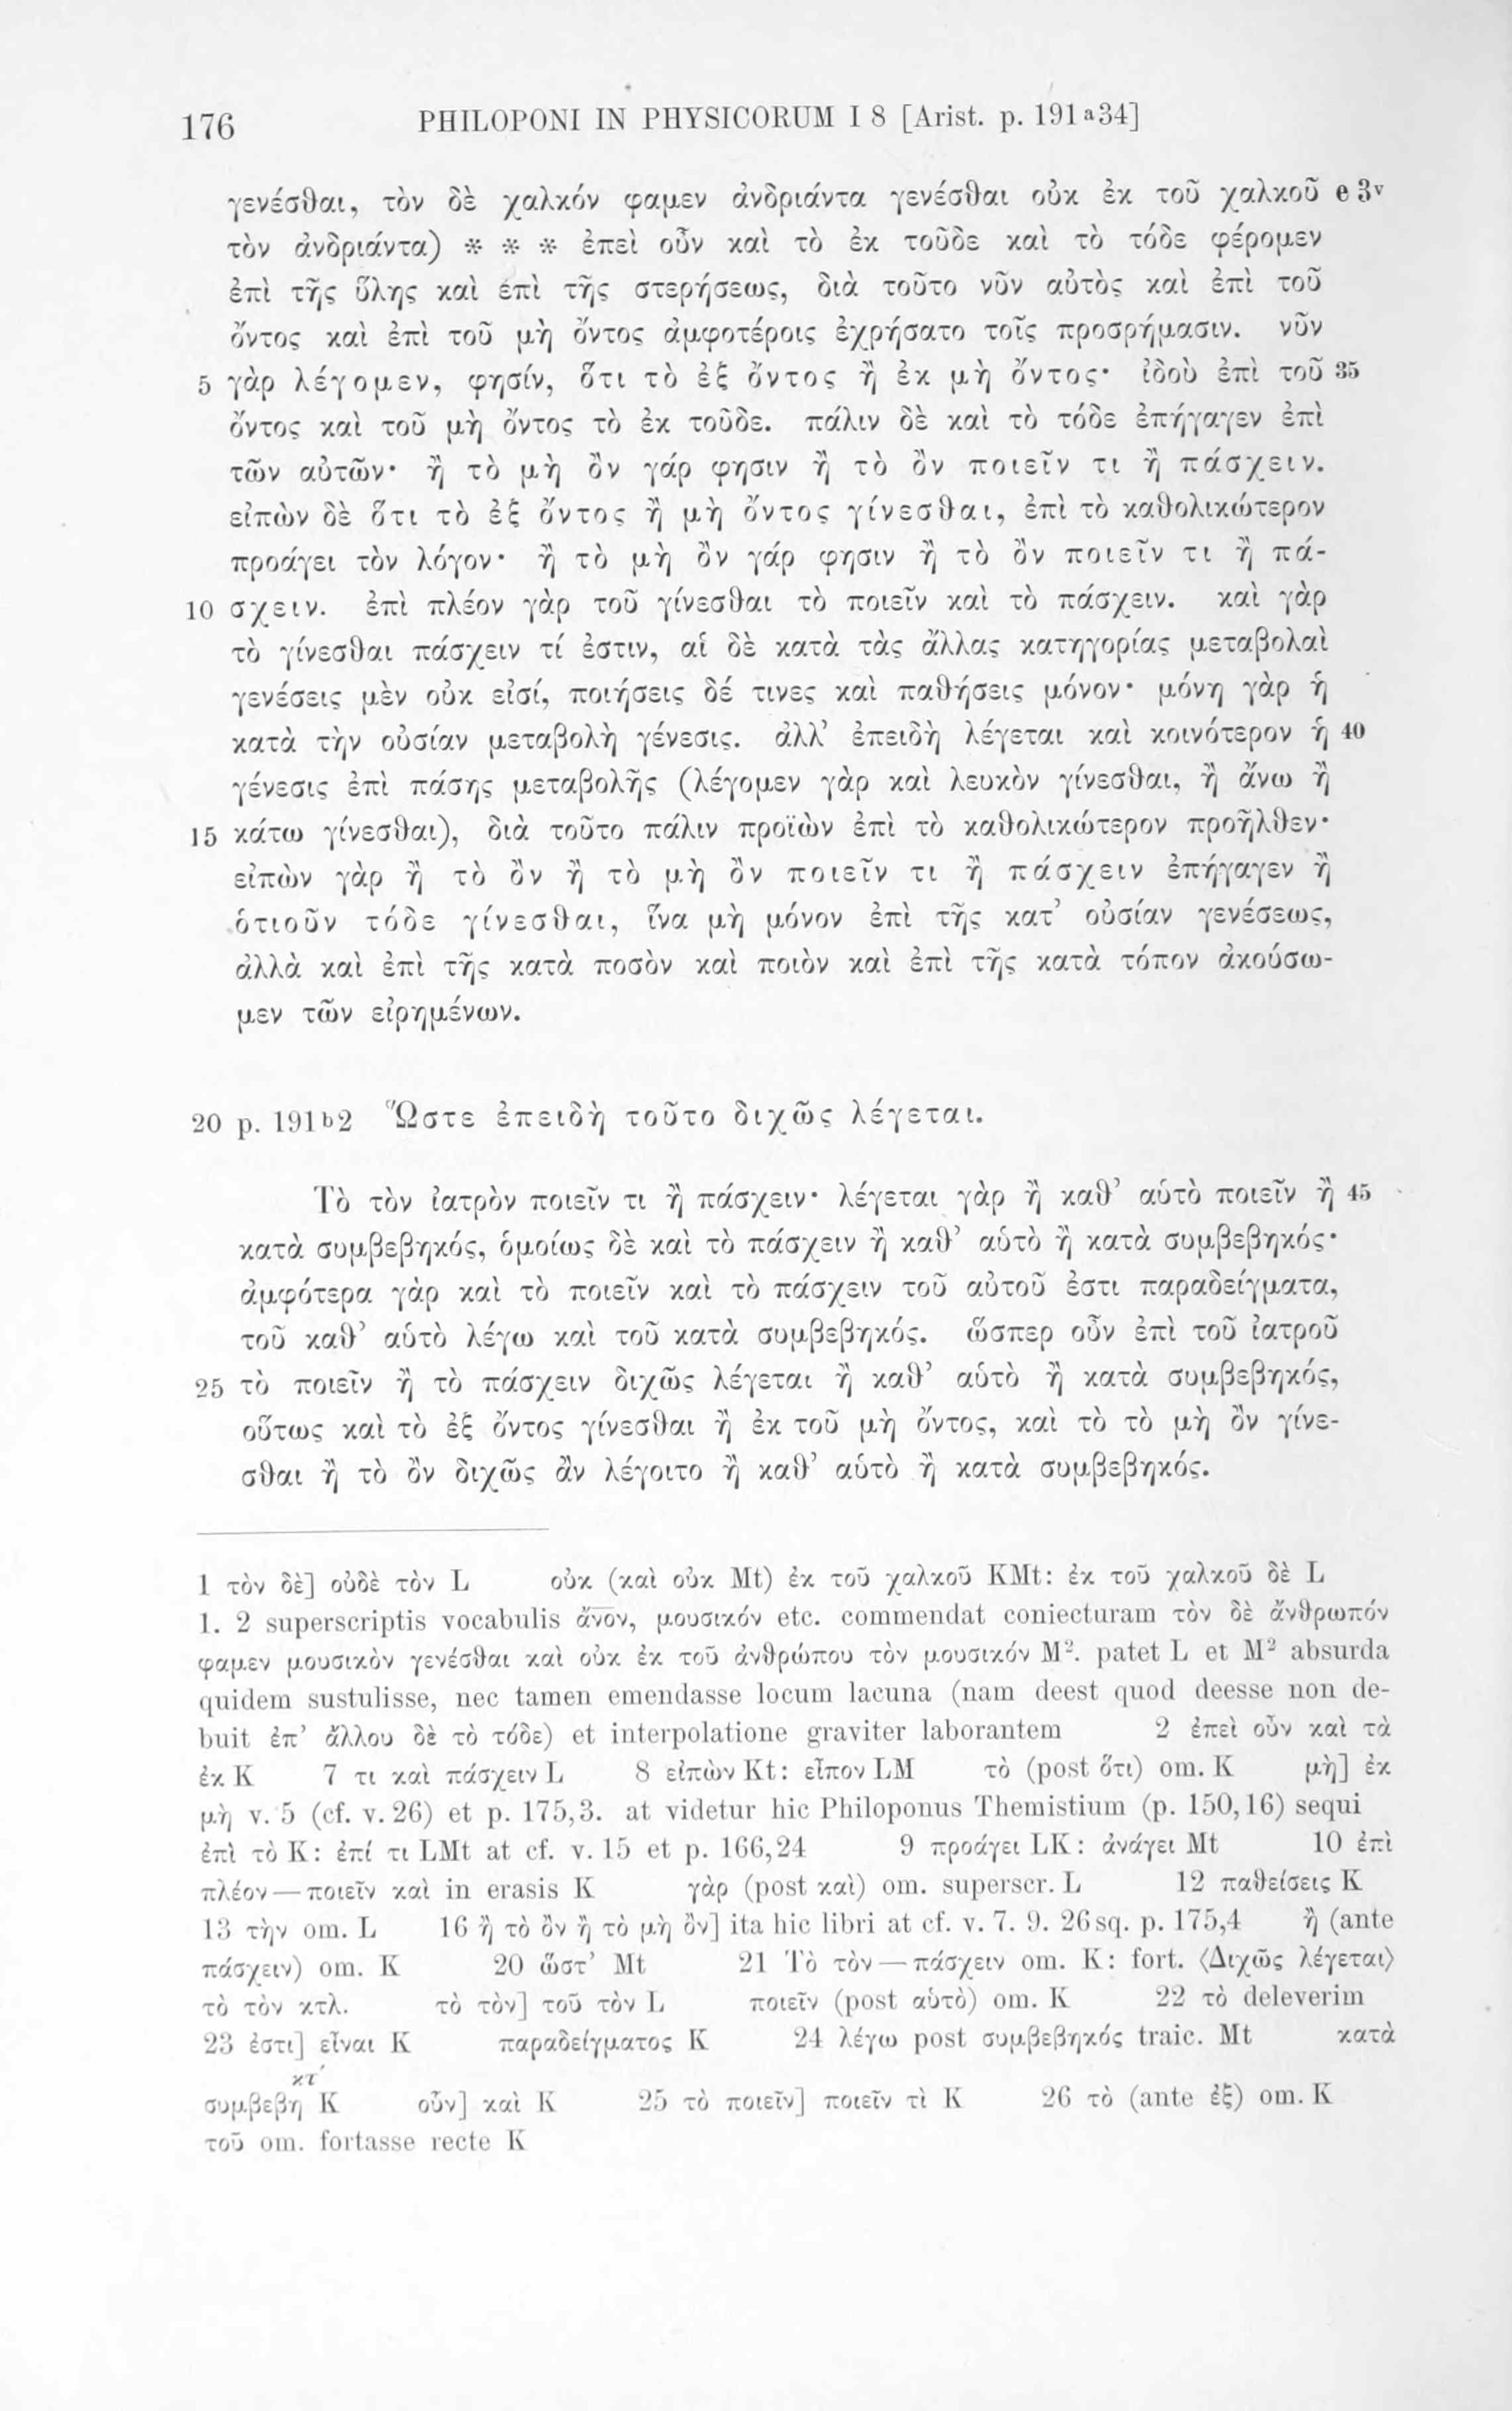 176 PHILOPONI IN PHYSICORUM I 8 [Arist. p. 191a34]
γενέσθαι, τὸν δὲ χαλκόν φαμεν ἀνδριάντα γενέσθαι οὐκ ἐκ τοῦ χαλκοῦ e 3v
τὸν ἀνδριάντα) * * * ἐπεὶ οὖν καὶ τὸ ἐκ τοῦδε καὶ τὸ τόδε φέρομεν
ἐπὶ τῆς ὕλης καὶ ἐπὶ τῆς στερήσεως, διὰ τοῦτο νῦν αὐτὸς καὶ ἐπὶ τοῦ
ὄντος καὶ ἐπὶ τοῦ μὴ ὄντος ἀμφοτέροις ἐχρήσατο τοῖς προσρήμασιν. νῦν
5 γὰρ λέγομεν, φησίν, ὅτι τὸ ἐξ ὄντος ἢ ἐκ μὴ ὄντος· ἰδοὺ ἐπὶ τοῦ 35
ὄντος καὶ τοῦ μὴ ὄντος τὸ ἐκ τοῦδε. πάλιν δὲ καὶ τὸ τόδε ἐπήγαγεν ἐπὶ
τῶν αὐτῶν· ἢ τὸ μὴ ὂν γάρ φησιν ἢ τὸ ὂν ποιεῖν τι ἢ πάσχειν.
εἰπὼν δὲ ὅτι τὸ ἐξ ὄντος ἢ μὴ ὄντος γίνεσθαι, ἐπὶ τὸ καθολικώτερον
προάγει τὸν λόγον· ἢ τὸ μὴ ὂν γάρ φησιν ἢ τὸ ὂν ποιεῖν τι ἢ πά-
10 σχειν. ἐπὶ πλέον γὰρ τοῦ γίνεσθαι τὸ ποιεῖν καὶ τὸ πάσχειν. καὶ γὰρ
τὸ γίνεσθαι πάσχειν τί ἐστιν, αἱ δὲ κατὰ τὰς ἄλλας κατηγορίας μεταβολαὶ
γενέσεις μὲν οὐκ εἰσί, ποιήσεις δέ τινες καὶ παθήσεις μόνον· μόνη γὰρ ἡ
κατὰ τὴν οὐσίαν μεταβολὴ γένεσις. ἀλλ’ ἐπειδὴ λέγεται καὶ κοινότερον ἡ 40
γένεσις ἐπὶ πάσης μεταβολῆς (λέγομεν γὰρ καὶ λευκὸν γίνεσθαι, ἢ ἄνω ἢ
15 κάτω γίνεσθαι), διὰ τοῦτο πάλιν προϊὼν ἐπὶ τὸ καθολικώτερον προῆλθεν·
εἰπὼν γὰρ ἢ τὸ ὂν ἢ τὸ μὴ ὂν ποιεῖν τι ἢ πάσχειν ἐπήγαγεν ἢ
ὁτιοῦν τόδε γίνεσθαι, ἵνα μὴ μόνον ἐπὶ τῆς κατ’ οὐσίαν γενέσεως,
ἀλλὰ καὶ ἐπὶ τῆς κατὰ ποσὸν καὶ ποιὸν καὶ ἐπὶ τῆς κατὰ τόπον ἀκούσω-
μεν τῶν εἰρημένων.
20 p. 191b2 Ὥστε ἐπειδὴ τοῦτο διχῶς λέγεται.
Τὸ τὸν ἰατρὸν ποιεῖν τι ἢ πάσχειν· λέγεται γὰρ ἢ καθ’ αὑτὸ ποιεῖν ἢ 45
κατὰ συμβεβηκός, ὁμοίως δὲ καὶ τὸ πάσχειν ἢ καθ’ αὑτὸ ἢ κατὰ συμβεβηκός·
ἀμφότερα γὰρ καὶ τὸ ποιεῖν καὶ τὸ πάσχειν τοῦ αὐτοῦ ἐστι παραδείγματα,
τοῦ καθ’ αὑτὸ λέγω καὶ τοῦ κατὰ συμβεβηκός. ὥσπερ οὖν ἐπὶ τοῦ ἰατροῦ
25 τὸ ποιεῖν ἢ τὸ πάσχειν διχῶς λέγεται ἢ καθ’ αὑτὸ ἢ κατὰ συμβεβηκός,
οὕτως καὶ τὸ ἐξ ὄντος γίνεσθαι ἢ ἐκ τοῦ μὴ ὄντος, καὶ τὸ τὸ μὴ ὂν γίνε-
σθαι ἢ τὸ ὂν διχῶς ἂν λέγοιτο ἢ καθ’ αὑτὸ ἢ κατὰ συμβεβηκός.
1 τὸν δὲ] οὐδὲ τὸν L οὐκ (καὶ οὐκ Mt) ἐκ τοῦ χαλκοῦ KMt: ἐκ τοῦ χαλκοῦ δὲ L
1. 2 superscriptis vocabulis ἄν̅ο̅ν, μουσικόν etc. commendat coniecturam τὸν δὲ ἄνθρωπόν
φαμεν μουσικὸν γενέσθαι καὶ οὐκ ἐκ τοῦ ἀνθρώπου τὸν μουσικόν M². patet L et M² absurda
quidem sustulisse, nec tamen emendasse locum lacuna (nam deest quod deesse non de-
buit ἐπ’ ἄλλου δὲ τὸ τόδε) et interpolatione graviter laborantem 2 ἐπεὶ οὖν καὶ τὰ
ἐκ K 7 τι καὶ πάσχειν L 8 εἰπὼν Kt: εἶπον LM τὸ (post ὅτι) om. K μὴ] ἐκ
μὴ v. 5 (cf. v. 26) et p. 175,3. at videtur hic Philoponus Themistium (p. 150,16) sequi
ἐπὶ τὸ K: ἐπί τι LMt at cf. v. 15 et p. 166,24 9 προάγει LK: ἀνάγει Mt 10 ἐπὶ
πλέον — ποιεῖν καὶ in erasis K γὰρ (post καὶ) om. superscr. L 12 παθείσεις K
13 τὴν om. L 16 ἢ τὸ ὂν ἢ τὸ μὴ ὂν] ita hic libri at cf. v. 7. 9. 26 sq. p. 175,4 ἢ (ante
πάσχειν) om. K 20 ὥστ’ Mt 21 Τὸ τὸν — πάσχειν om. K: fort. ⟨Διχῶς λέγεται⟩
τὸ τὸν κτλ. τὸ τὸν] τοῦ τὸν L ποιεῖν (post αὑτὸ) om. K 22 τὸ deleverim
23 ἐστι] εἶναι K παραδείγματος K 24 λέγω post συμβεβηκός traic. Mt κατὰ
κτ´
συμβεβη K οὖν] καὶ K 25 τὸ ποιεῖν] ποιεῖν τὶ K 26 τὸ (ante ἐξ) om. K
τοῦ om. fortasse recte K